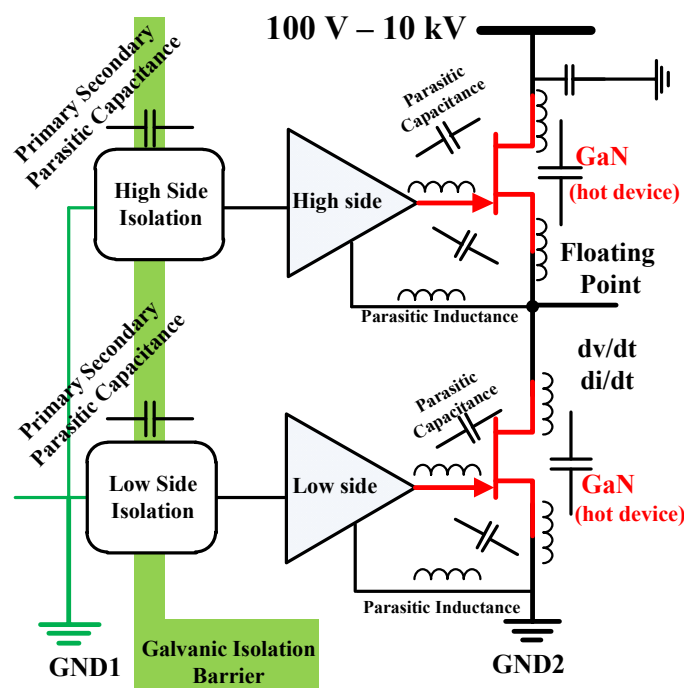 100 V – 10 kV
Primary Secondary
Parasitic Capacitance
Parasitic
Capacitance
High Side
Isolation
High side
GaN
(hot device)
Floating
Point
Parasitic Inductance
Primary Secondary
Parasitic Capacitance
dv/dt
di/dt
Parasitic
Capacitance
Low Side
Isolation
Low side
GaN
(hot device)
Parasitic Inductance
GND1
Galvanic Isolation
Barrier
GND2